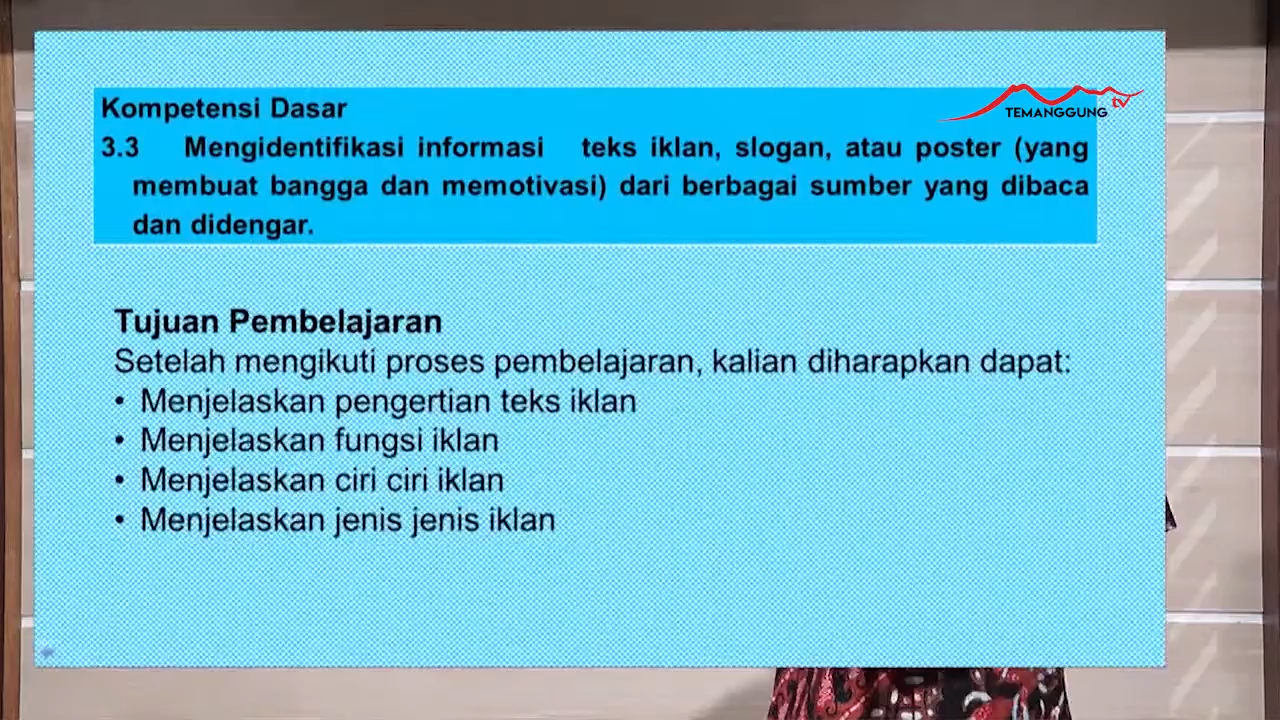 TEMANGGUNG tv
Kompetensi Dasar
3.3 Mengidentifikasi informasi teks iklan, slogan, atau poster (yang
membuat bangga dan memotivasi) dari berbagai sumber yang dibaca
dan didengar.
Tujuan Pembelajaran
Setelah mengikuti proses pembelajaran, kalian diharapkan dapat:
• Menjelaskan pengertian teks iklan
• Menjelaskan fungsi iklan
• Menjelaskan ciri ciri iklan
• Menjelaskan jenis jenis iklan